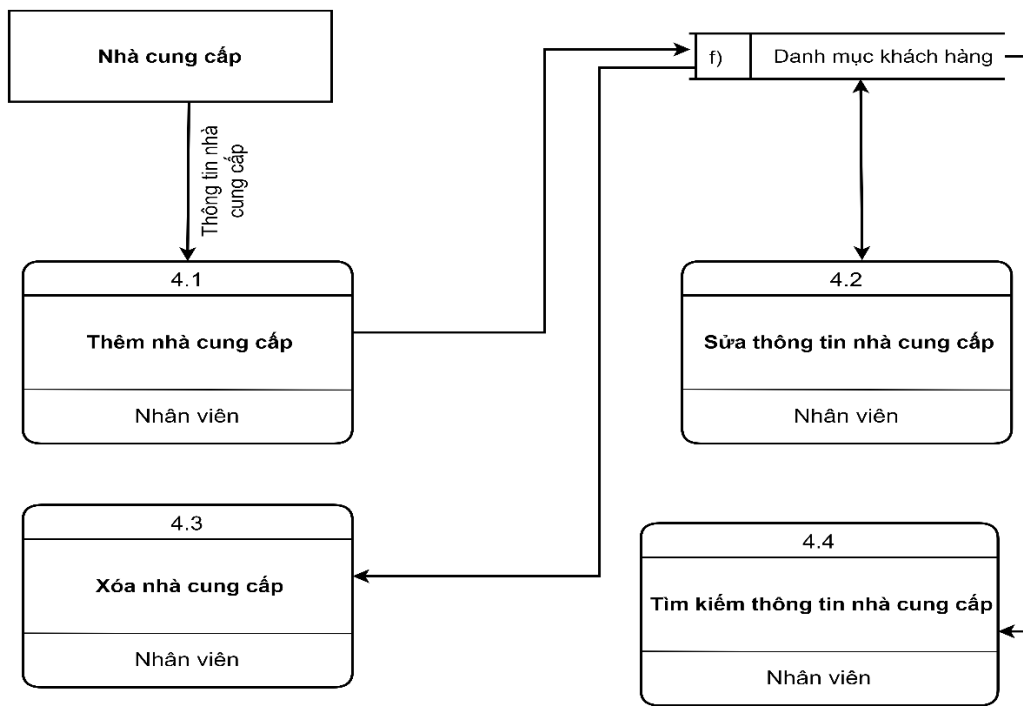 Nhà cung cấp
f)
Danh mục khách hàng
Thông tin nhà
cung cấp
4.1
Thêm nhà cung cấp
Nhân viên
4.2
Sửa thông tin nhà cung cấp
Nhân viên
4.3
Xóa nhà cung cấp
Nhân viên
4.4
Tìm kiếm thông tin nhà cung cấp
Nhân viên